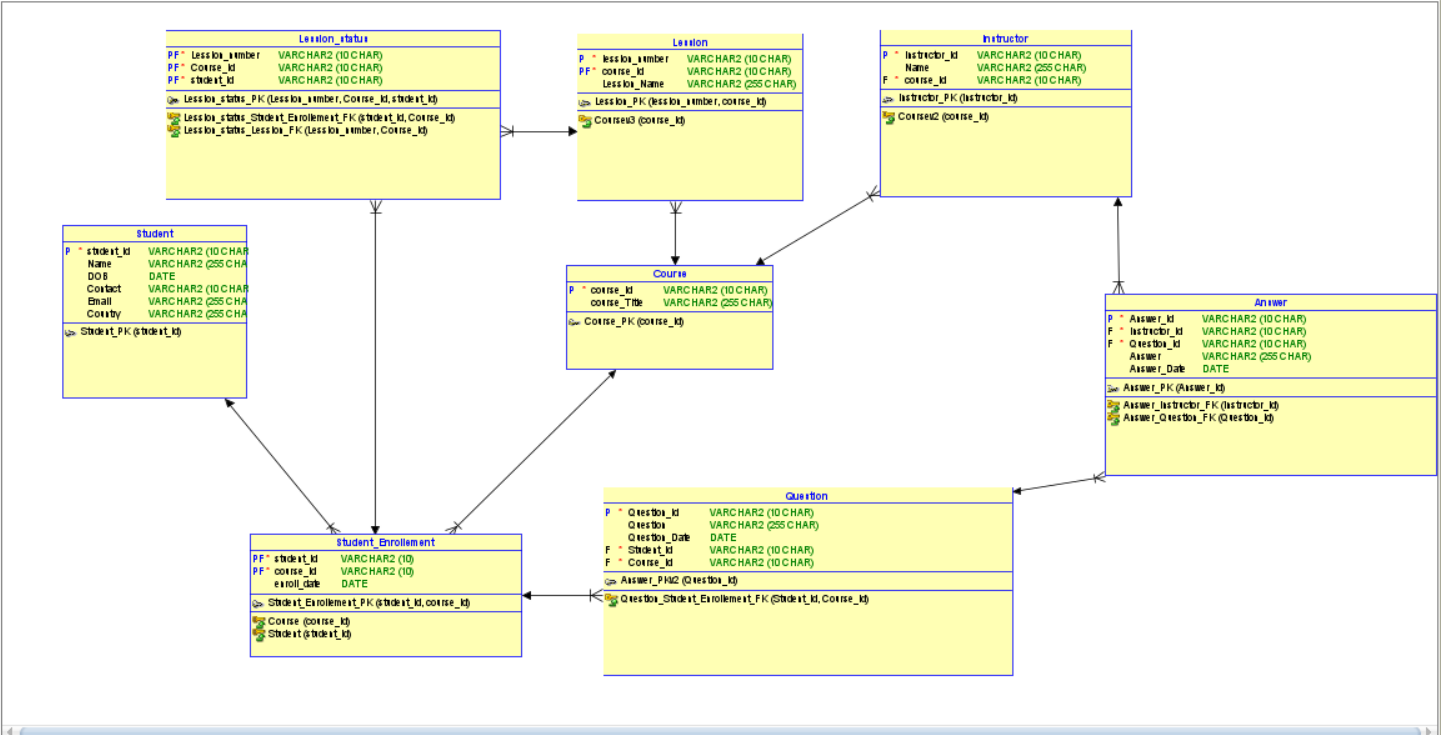 Lession_status
PF* Lession_number VARCHAR2 (10 CHAR)
PF* Course_id VARCHAR2 (10 CHAR)
PF* student_id VARCHAR2 (10 CHAR)
Lession_status_PK (Lession_number, Course_id, student_id)
Lession_status_Student_Enrollement_FK (student_id, Course_id)
Lession_status_Lession_FK (Lession_number, Course_id)
Lession
P * lession_number VARCHAR2 (10 CHAR)
PF* course_id VARCHAR2 (10 CHAR)
Lession_Name VARCHAR2 (255 CHAR)
Lession_PK (lession_number, course_id)
Coursev3 (course_id)
Instructor
P * Instructor_id VARCHAR2 (10 CHAR)
Name VARCHAR2 (255 CHAR)
F * course_id VARCHAR2 (10 CHAR)
Instructor_PK (Instructor_id)
Coursev2 (course_id)
Student
P * student_id VARCHAR2 (10 CHAR
Name VARCHAR2 (255 CHA
DOB DATE
Contact VARCHAR2 (10 CHAR
Email VARCHAR2 (255 CHA
Country VARCHAR2 (255 CHA
Student_PK (student_id)
Course
P * course_id VARCHAR2 (10 CHAR)
course_Title VARCHAR2 (255 CHAR)
Course_PK (course_id)
Answer
P * Answer_id VARCHAR2 (10 CHAR)
F * Instructor_id VARCHAR2 (10 CHAR)
F * Question_id VARCHAR2 (10 CHAR)
Answer VARCHAR2 (255 CHAR)
Answer_Date DATE
Answer_PK (Answer_id)
Answer_Instructor_FK (Instructor_id)
Answer_Question_FK (Question_id)
Question
P * Question_id VARCHAR2 (10 CHAR)
Question VARCHAR2 (255 CHAR)
Question_Date DATE
F * Student_id VARCHAR2 (10 CHAR)
F * Course_id VARCHAR2 (10 CHAR)
Answer_PKv2 (Question_id)
Question_Student_Enrollement_FK (Student_id, Course_id)
Student_Enrollement
PF* student_id VARCHAR2 (10)
PF* course_id VARCHAR2 (10)
enroll_date DATE
Student_Enrollement_PK (student_id, course_id)
Course (course_id)
Student (student_id)